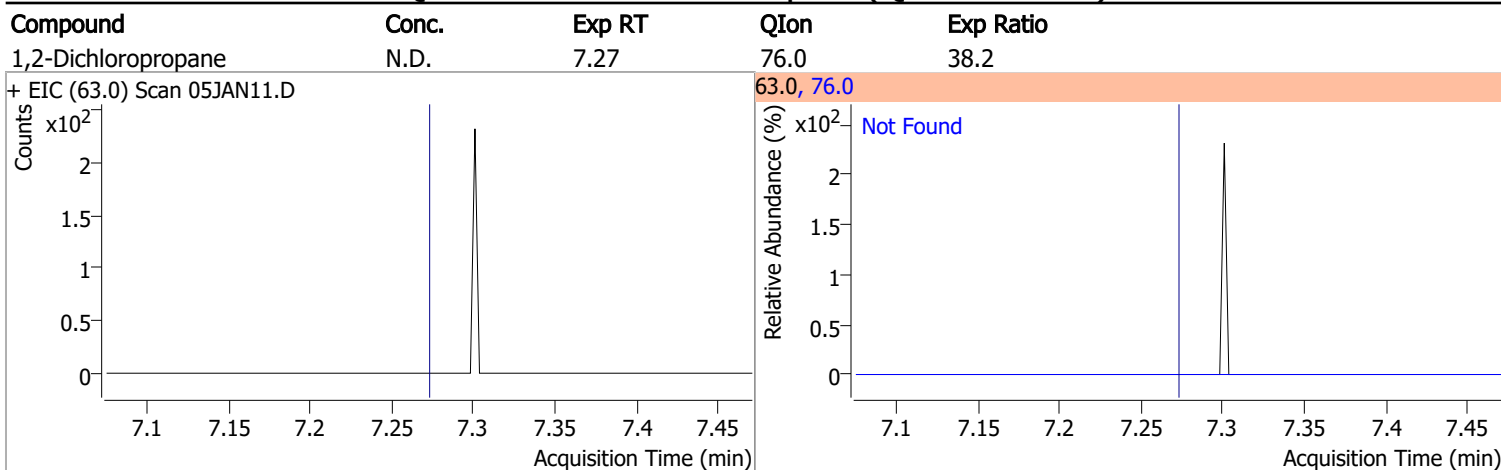 Compound Conc. Exp RT QIon Exp Ratio
1,2-Dichloropropane N.D. 7.27 76.0 38.2
+ EIC (63.0) Scan 05JAN11.D
Counts
x10²
2
1.5
1
0.5
0
7.1 7.15 7.2 7.25 7.3 7.35 7.4 7.45
Acquisition Time (min)
63.0, 76.0
Relative Abundance (%)
x10²
Not Found
2
1.5
1
0.5
0
7.1 7.15 7.2 7.25 7.3 7.35 7.4 7.45
Acquisition Time (min)